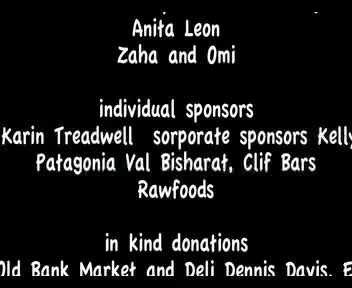 Anita Leon
Zaha and Omi
individual sponsors
Karin Treadwell sorporate sponsors Kelly
Patagonia Val Bisharat, Clif Bars
Rawfoods
in kind donations
Old Bank Market and Deli Dennis Davis, E